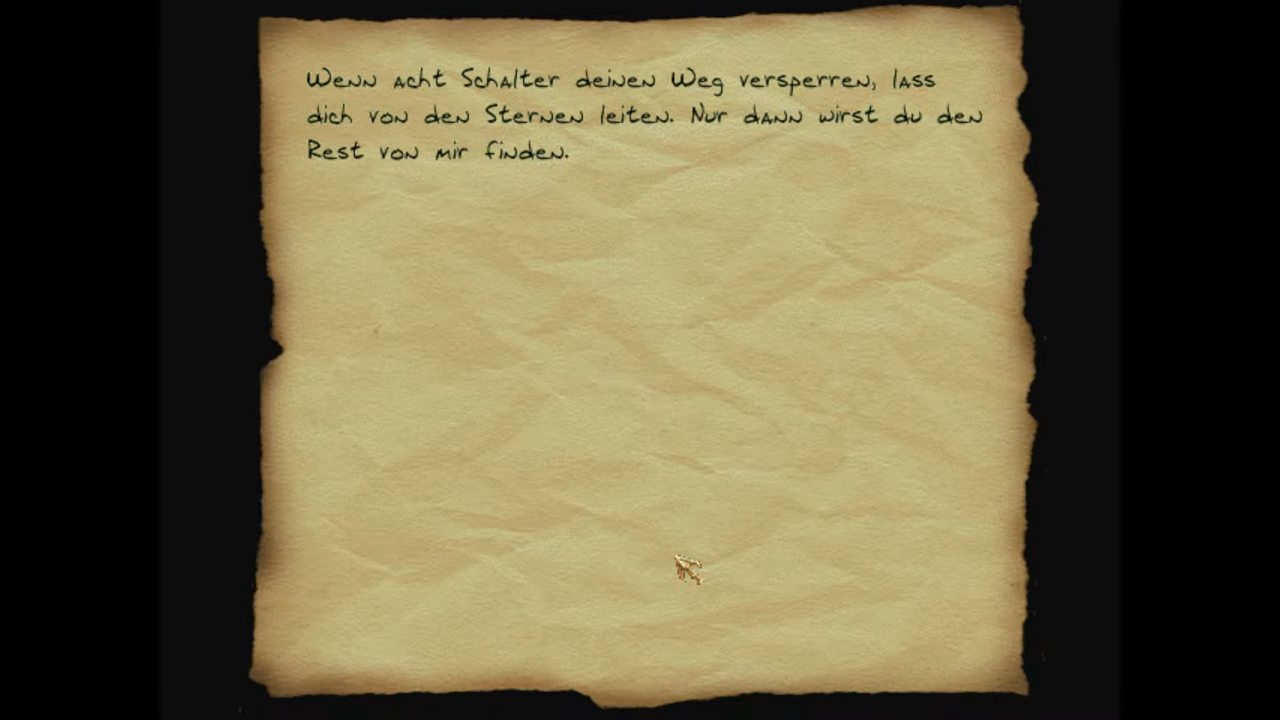 Wenn acht Schalter deinen Weg versperren, lass
dich von den Sternen leiten. Nur dann wirst du den
Rest von mir finden.